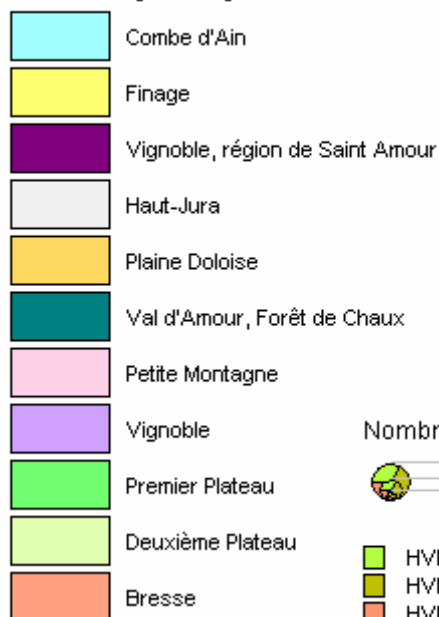 Combe d'Ain
Finage
Vignoble, région de Saint Amour
Haut-Jura
Plaine Doloise
Val d'Amour, Forêt de Chaux
Petite Montagne
Vignoble
Premier Plateau
Deuxième Plateau
Bresse